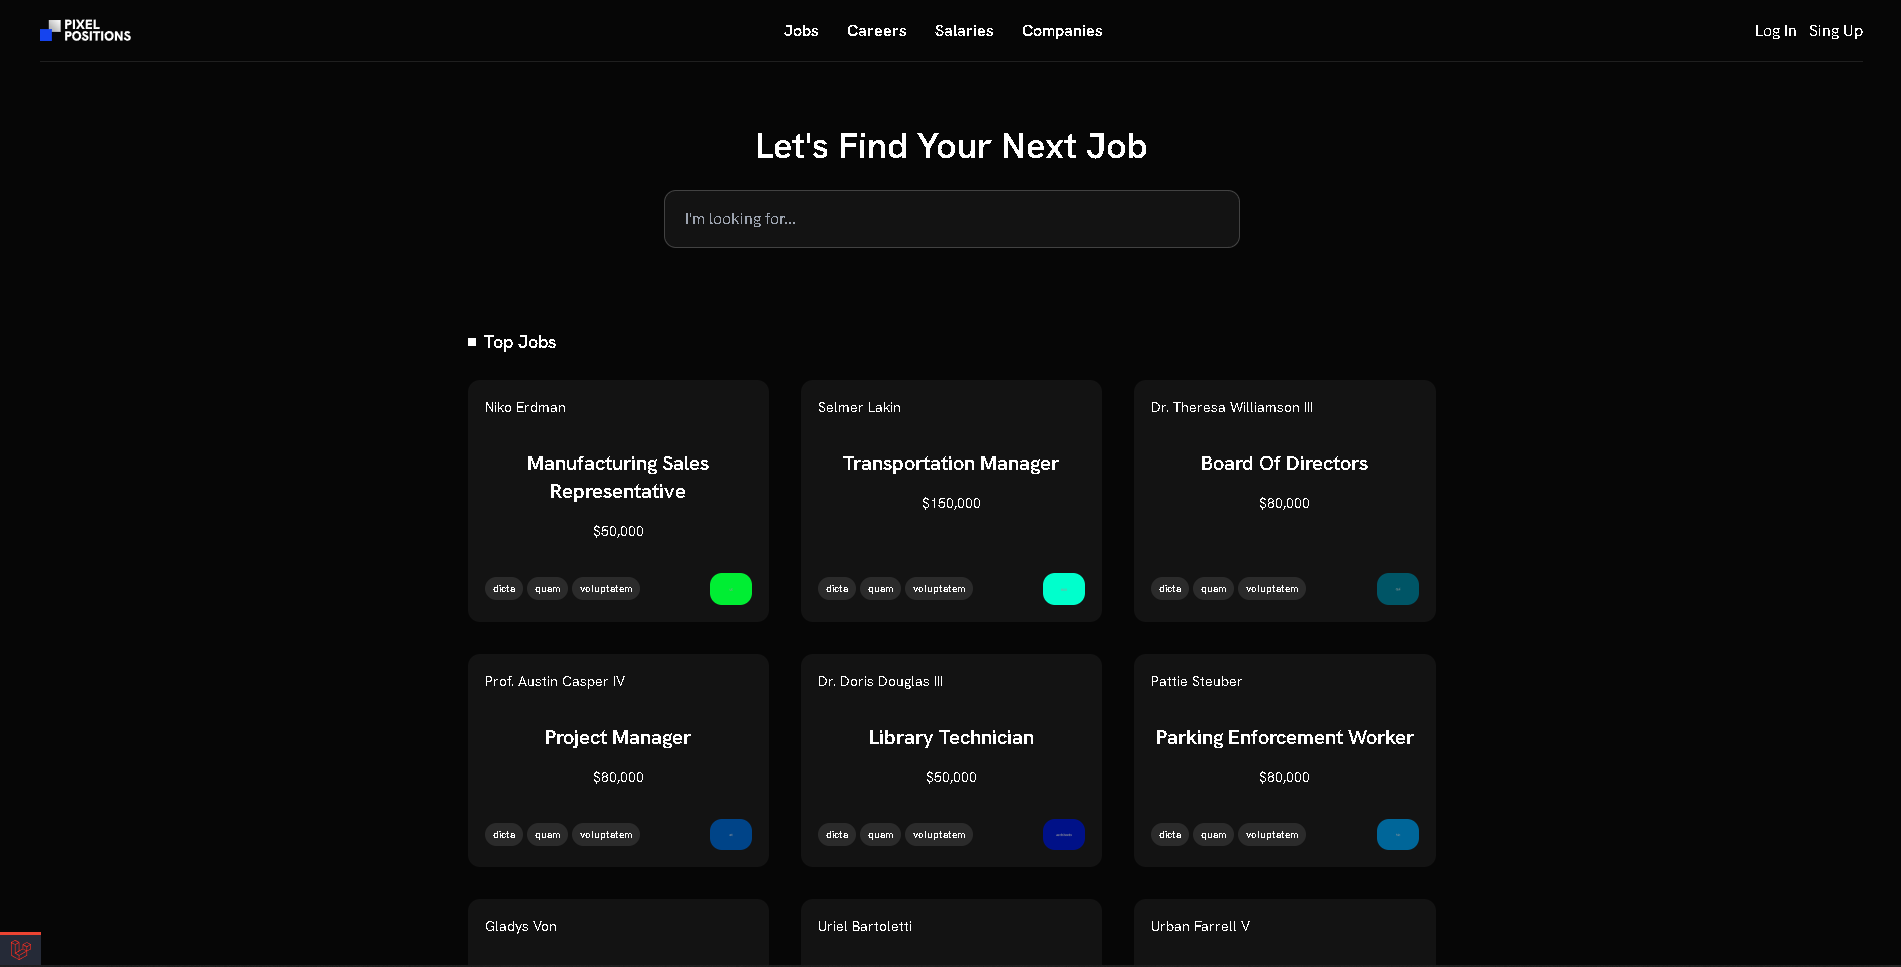 PIXEL
POSITIONS
Jobs Careers Salaries Companies
Log In Sing Up
Let's Find Your Next Job
I'm looking for...
Top Jobs
Niko Erdman
Manufacturing Sales
Representative
$50,000
dicta quam voluptatem
Selmer Lakin
Transportation Manager
$150,000
dicta quam voluptatem
Dr. Theresa Williamson III
Board Of Directors
$80,000
dicta quam voluptatem
Prof. Austin Casper IV
Project Manager
$80,000
dicta quam voluptatem
Dr. Doris Douglas III
Library Technician
$50,000
dicta quam voluptatem
Pattie Steuber
Parking Enforcement Worker
$80,000
dicta quam voluptatem
Gladys Von
Uriel Bartoletti
Urban Farrell V